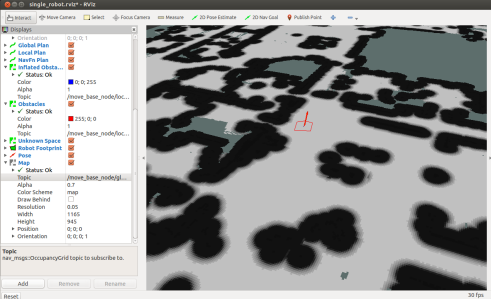 single_robot.rviz* - RViz
Interact
Move Camera
Select
Focus Camera
Measure
2D Pose Estimate
2D Nav Goal
Publish Point
Displays
Orientation 0; 0; 0; 1
Global Plan
Local Plan
NavFn Plan
Inflated Obsta...
Status: Ok
Color 0; 0; 255
Alpha 1
Topic /move_base_node/loc...
Obstacles
Status: Ok
Color 255; 0; 0
Alpha 1
Topic /move_base_node/loc...
Unknown Space
Robot Footprint
Pose
Map
Status: Ok
Topic /move_base_node/gl...
Alpha 0.7
Color Scheme map
Draw Behind
Resolution 0.05
Width 1165
Height 945
Position 0; 0; 0
Orientation 0; 0; 0; 1
Topic
nav_msgs::OccupancyGrid topic to subscribe to.
Add
Remove
Rename
Reset
30 fps